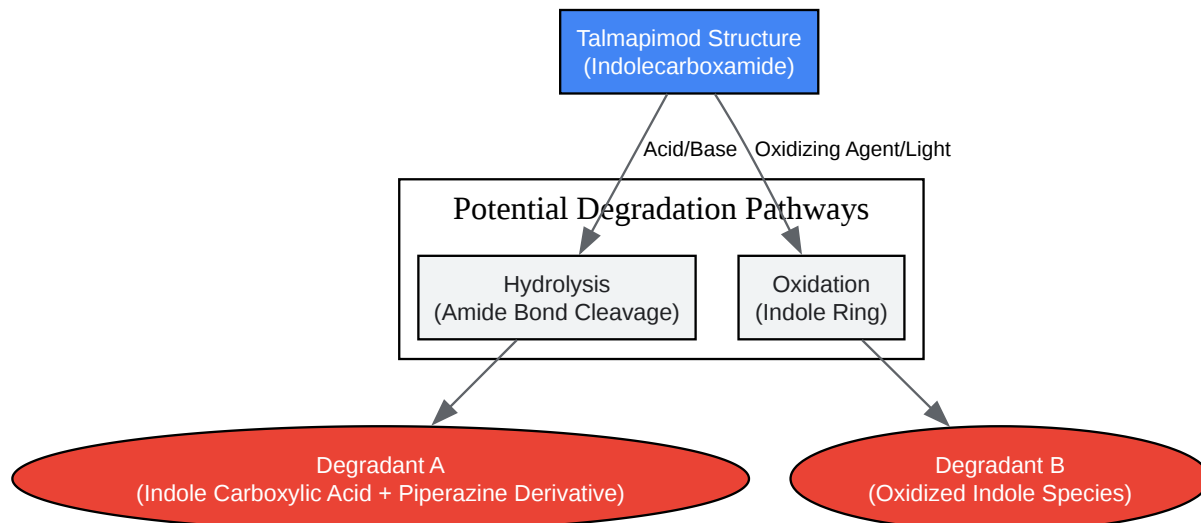 Talmapimod Structure
(Indolecarboxamide)
Acid/Base
Oxidizing Agent/Light
Potential Degradation Pathways
Hydrolysis
(Amide Bond Cleavage)
Oxidation
(Indole Ring)
Degradant A
(Indole Carboxylic Acid + Piperazine Derivative)
Degradant B
(Oxidized Indole Species)